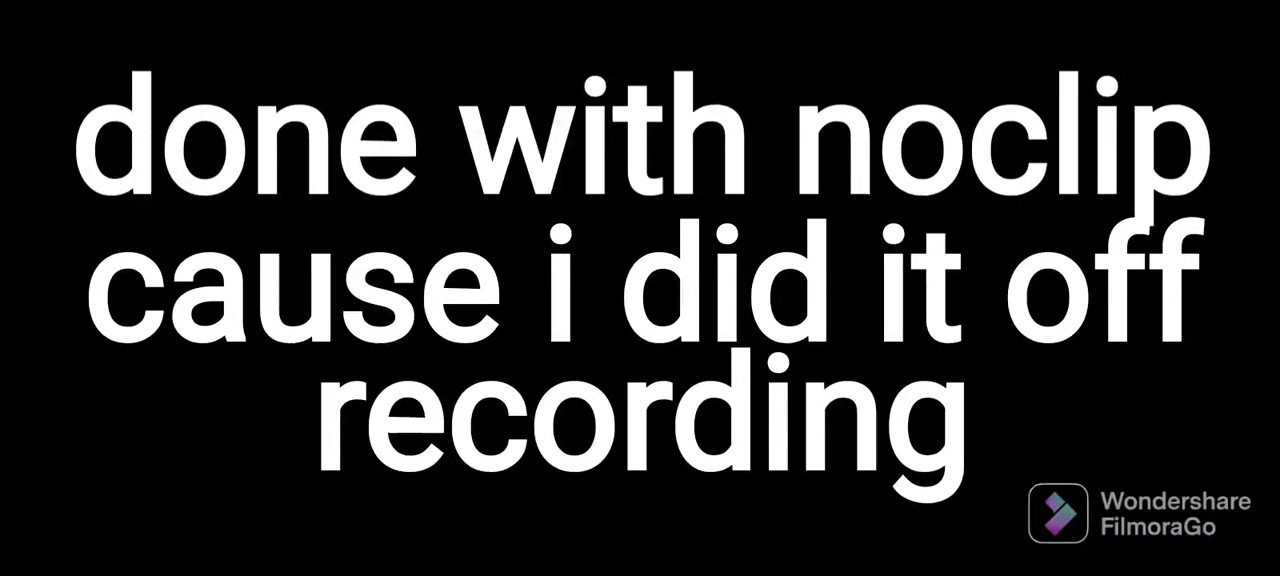 done with noclip
cause i did it off
recording
Wondershare
FilmoraGo